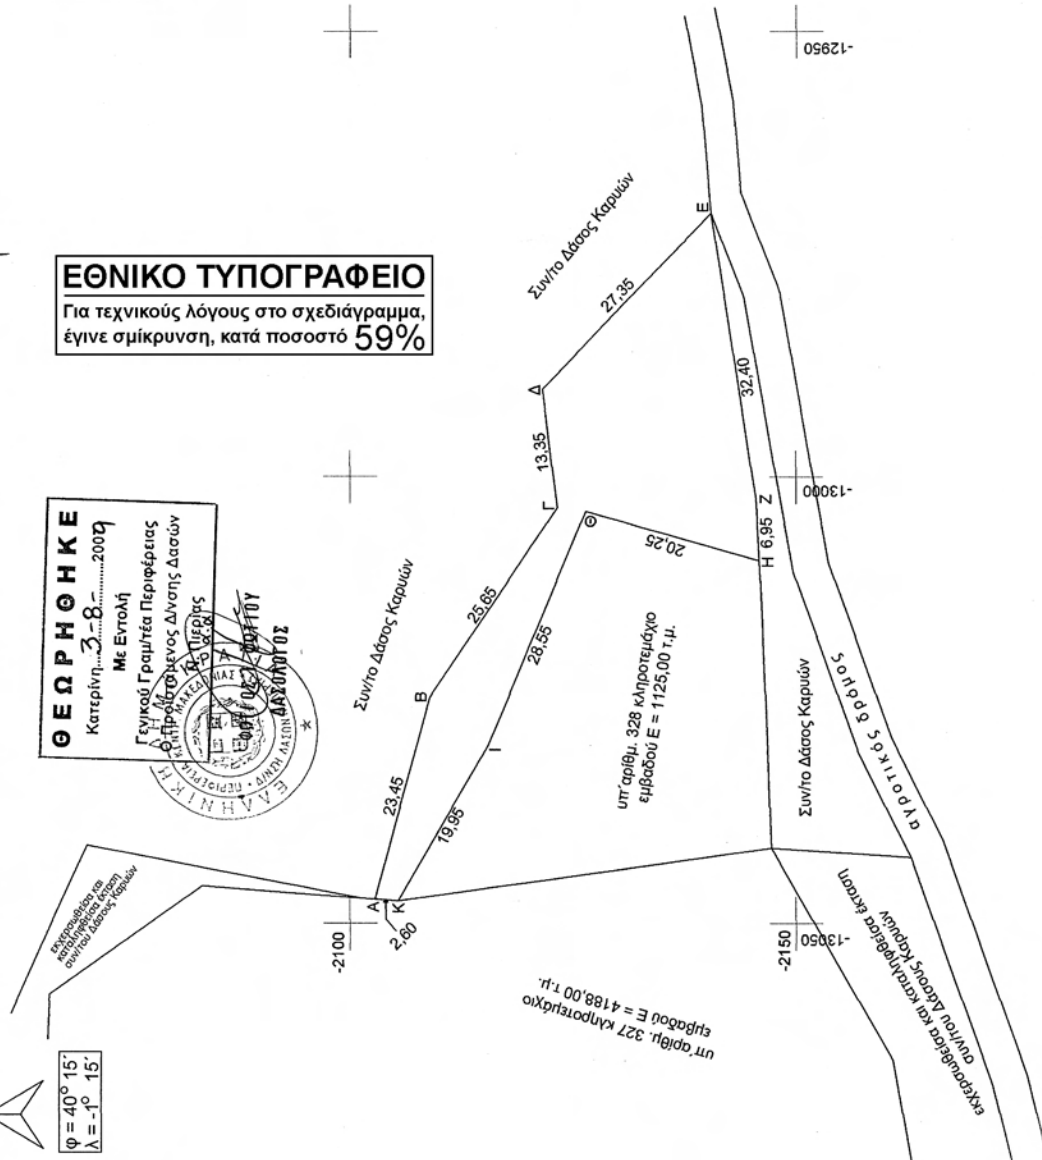 -12950
Συν/το Δάσος Καρυών
Ε
ΕΘΝΙΚΟ ΤΥΠΟΓΡΑΦΕΙΟ
Για τεχνικούς λόγους στο σχεδιάγραμμα,
έγινε σμίκρυνση, κατά ποσοστό 59%
27,35
Δ
32,40
13,35
Γ
Θ
Ζ
-13000
6,95
Η
20,25
ΘΕΩΡΗΘΗΚΕ
Κατερίνη 3-8- 2009
Με Εντολή
Γενικού Γραμ/τέα Περιφέρειας
Ο Προϊστάμενος Δ/νσης Δασών
Ν. Πιερίας
α.α.
ΦΩΤΙΟΥ
ΔΑΣΟΛΟΓΟΣ
Συν/το Δάσος Καρυών
25,65
28,55
Β
Ι
23,45
19,95
υπ'αρίθμ. 328 κληροτεμάχιο
εμβαδού Ε = 1125,00 τ.μ.
Συν/το Δάσος Καρυών
αγροτικός δρόμος
εκχερσωθείσα και
καταληφθείσα έκταση
συν/του Δάσους Καρυών
Α
Κ
2,60
-2100
-2150
-13050
εκχερσωθείσα και καταληφθείσα έκταση
συν/του Δάσους Καρυών
υπ'αρίθμ. 327 κληροτεμάχιο
εμβαδού Ε = 4188,00 τ.μ.
φ = 40° 15'
λ = -1° 15'